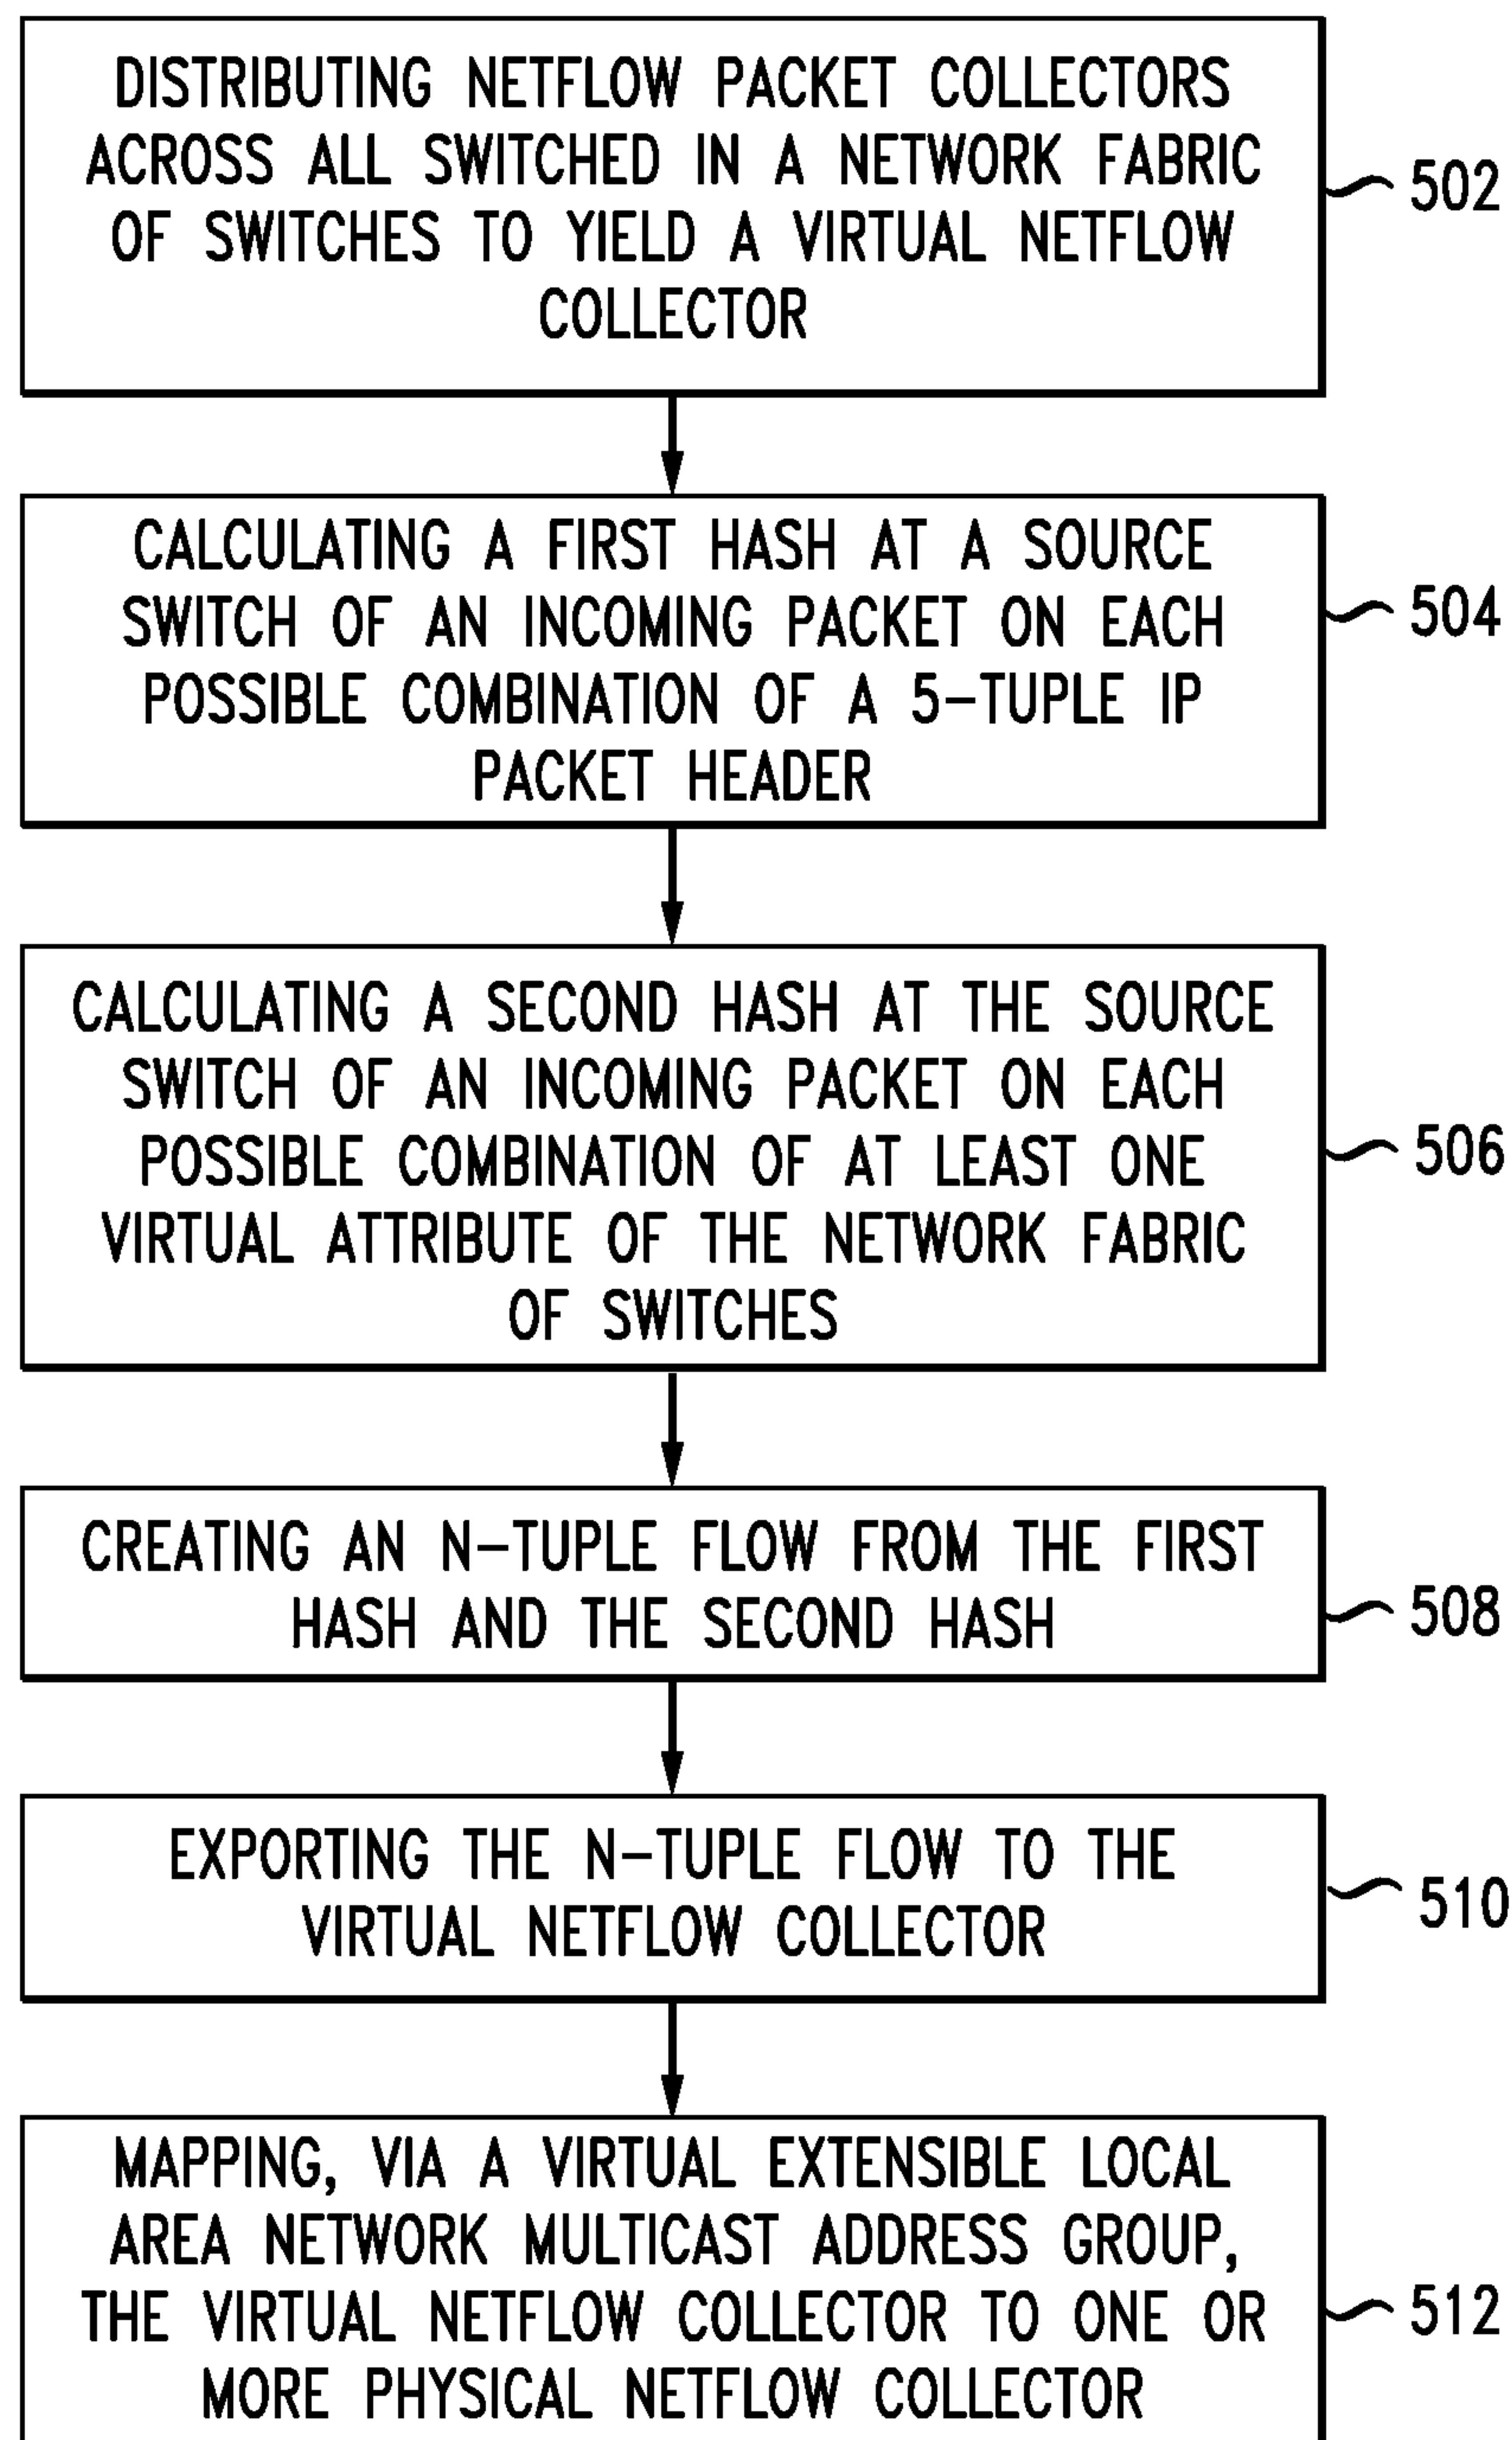 DISTRIBUTING NETFLOW PACKET COLLECTORS
ACROSS ALL SWITCHED IN A NETWORK FABRIC
OF SWITCHES TO YIELD A VIRTUAL NETFLOW
COLLECTOR
502
CALCULATING A FIRST HASH AT A SOURCE
SWITCH OF AN INCOMING PACKET ON EACH
POSSIBLE COMBINATION OF A 5-TUPLE IP
PACKET HEADER
504
CALCULATING A SECOND HASH AT THE SOURCE
SWITCH OF AN INCOMING PACKET ON EACH
POSSIBLE COMBINATION OF AT LEAST ONE
VIRTUAL ATTRIBUTE OF THE NETWORK FABRIC
OF SWITCHES
506
CREATING AN N-TUPLE FLOW FROM THE FIRST
HASH AND THE SECOND HASH
508
EXPORTING THE N-TUPLE FLOW TO THE
VIRTUAL NETFLOW COLLECTOR
510
MAPPING, VIA A VIRTUAL EXTENSIBLE LOCAL
AREA NETWORK MULTICAST ADDRESS GROUP,
THE VIRTUAL NETFLOW COLLECTOR TO ONE OR
MORE PHYSICAL NETFLOW COLLECTOR
512